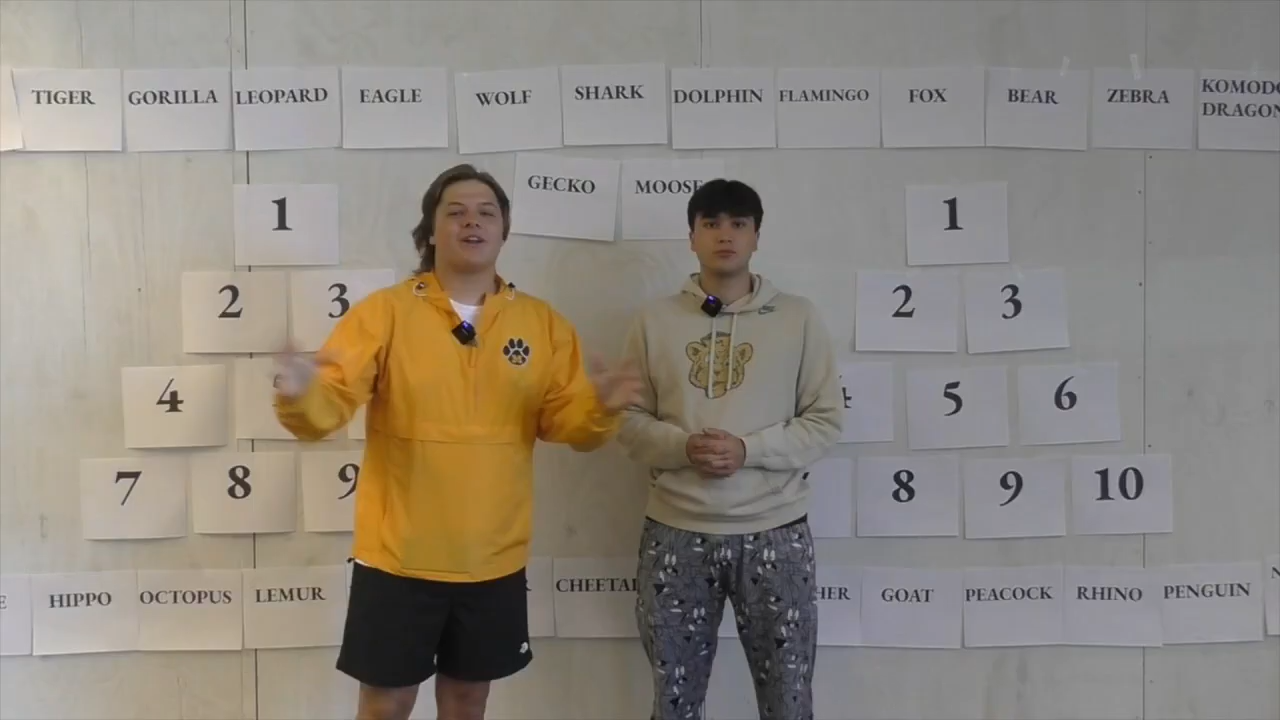 TIGER
GORILLA
LEOPARD
EAGLE
WOLF
SHARK
DOLPHIN
FLAMINGO
FOX
BEAR
ZEBRA
KOMODO
DRAGON
GECKO
MOOSE
1
1
2
3
2
3
4
5
6
7
8
9
8
9
10
HIPPO
OCTOPUS
LEMUR
GOAT
PEACOCK
RHINO
PENGUIN